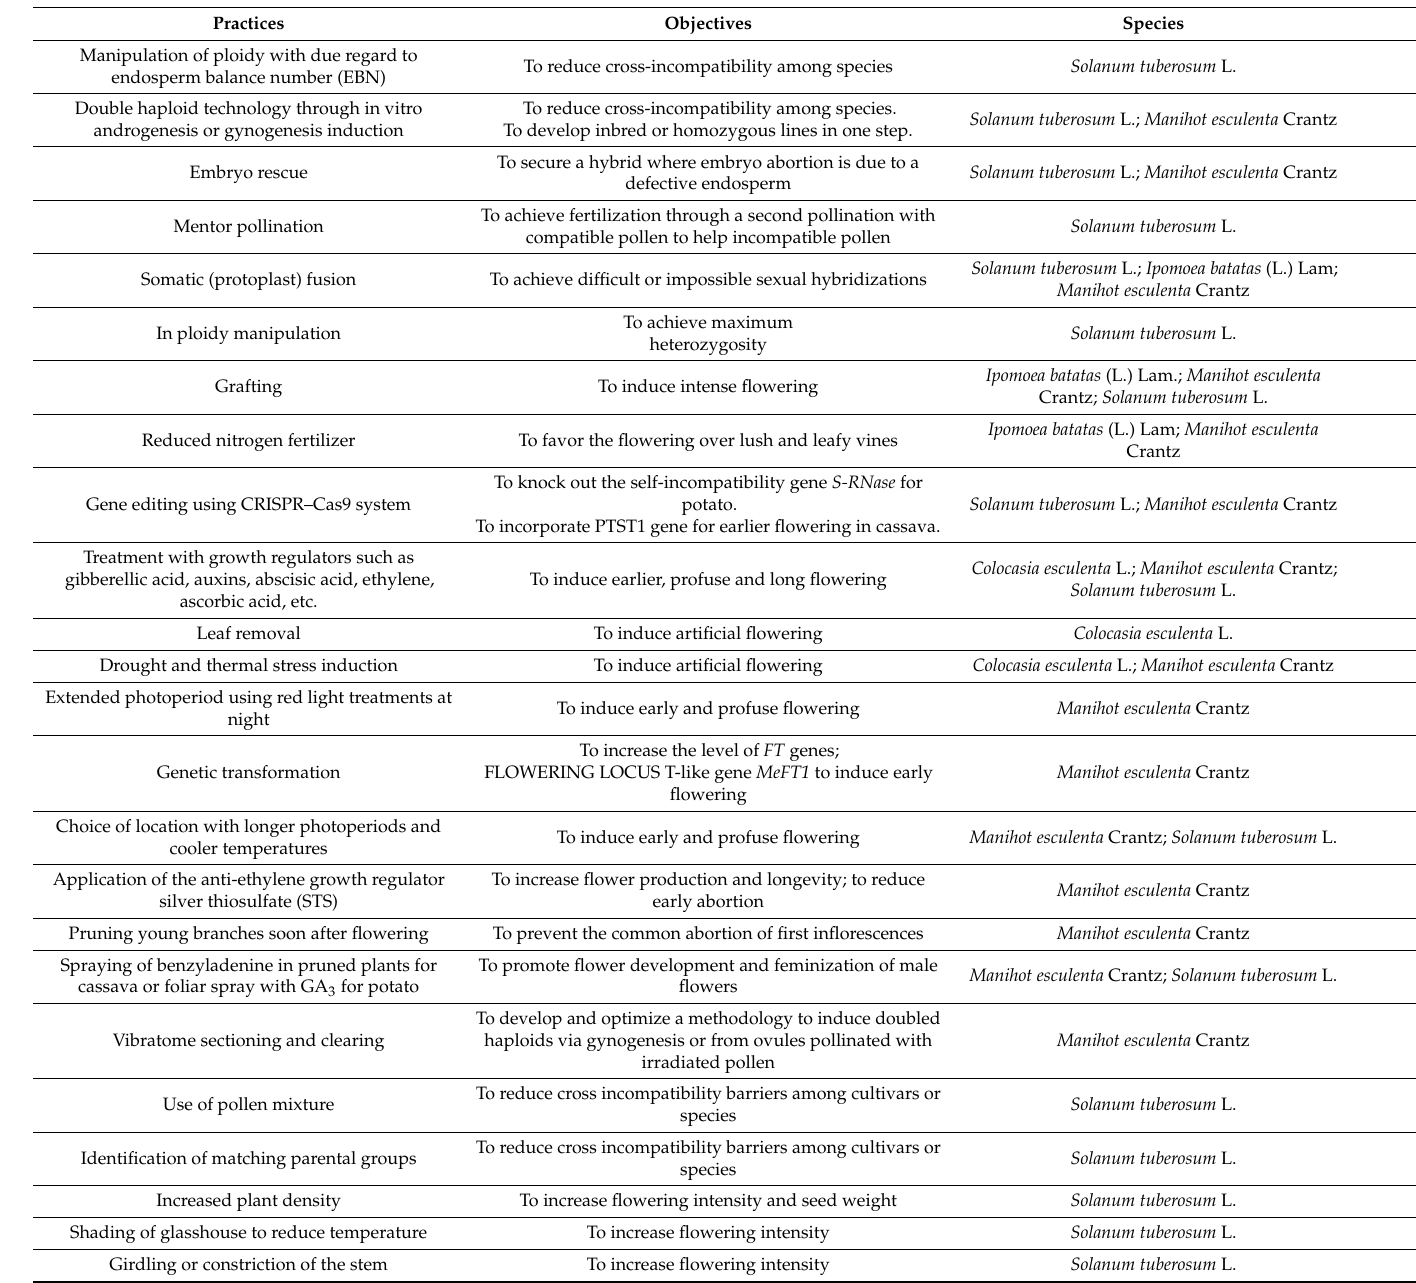 Practices Objectives Species
Manipulation of ploidy with due regard to
endosperm balance number (EBN)
To reduce cross-incompatibility among species
Solanum tuberosum L.
Double haploid technology through in vitro
androgenesis or gynogenesis induction
To reduce cross-incompatibility among species.
To develop inbred or homozygous lines in one step.
Solanum tuberosum L.; Manihot esculenta Crantz
Embryo rescue
To secure a hybrid where embryo abortion is due to a
defective endosperm
Solanum tuberosum L.; Manihot esculenta Crantz
Mentor pollination
To achieve fertilization through a second pollination with
compatible pollen to help incompatible pollen
Solanum tuberosum L.
Somatic (protoplast) fusion
To achieve difficult or impossible sexual hybridizations
Solanum tuberosum L.; Ipomoea batatas (L.) Lam;
Manihot esculenta Crantz
In ploidy manipulation
To achieve maximum
heterozygosity
Solanum tuberosum L.
Grafting
To induce intense flowering
Ipomoea batatas (L.) Lam.; Manihot esculenta
Crantz; Solanum tuberosum L.
Reduced nitrogen fertilizer
To favor the flowering over lush and leafy vines
Ipomoea batatas (L.) Lam; Manihot esculenta
Crantz
Gene editing using CRISPR–Cas9 system
To knock out the self-incompatibility gene S-RNase for
potato.
To incorporate PTST1 gene for earlier flowering in cassava.
Solanum tuberosum L.; Manihot esculenta Crantz
Treatment with growth regulators such as
gibberellic acid, auxins, abscisic acid, ethylene,
ascorbic acid, etc.
To induce earlier, profuse and long flowering
Colocasia esculenta L.; Manihot esculenta Crantz;
Solanum tuberosum L.
Leaf removal
To induce artificial flowering
Colocasia esculenta L.
Drought and thermal stress induction
To induce artificial flowering
Colocasia esculenta L.; Manihot esculenta Crantz
Extended photoperiod using red light treatments at
night
To induce early and profuse flowering
Manihot esculenta Crantz
Genetic transformation
To increase the level of FT genes;
FLOWERING LOCUS T-like gene MeFT1 to induce early
flowering
Manihot esculenta Crantz
Choice of location with longer photoperiods and
cooler temperatures
To induce early and profuse flowering
Manihot esculenta Crantz; Solanum tuberosum L.
Application of the anti-ethylene growth regulator
silver thiosulfate (STS)
To increase flower production and longevity; to reduce
early abortion
Manihot esculenta Crantz
Pruning young branches soon after flowering
To prevent the common abortion of first inflorescences
Manihot esculenta Crantz
Spraying of benzyladenine in pruned plants for
cassava or foliar spray with GA3 for potato
To promote flower development and feminization of male
flowers
Manihot esculenta Crantz; Solanum tuberosum L.
Vibratome sectioning and clearing
To develop and optimize a methodology to induce doubled
haploids via gynogenesis or from ovules pollinated with
irradiated pollen
Manihot esculenta Crantz
Use of pollen mixture
To reduce cross incompatibility barriers among cultivars or
species
Solanum tuberosum L.
Identification of matching parental groups
To reduce cross incompatibility barriers among cultivars or
species
Solanum tuberosum L.
Increased plant density
To increase flowering intensity and seed weight
Solanum tuberosum L.
Shading of glasshouse to reduce temperature
To increase flowering intensity
Solanum tuberosum L.
Girdling or constriction of the stem
To increase flowering intensity
Solanum tuberosum L.